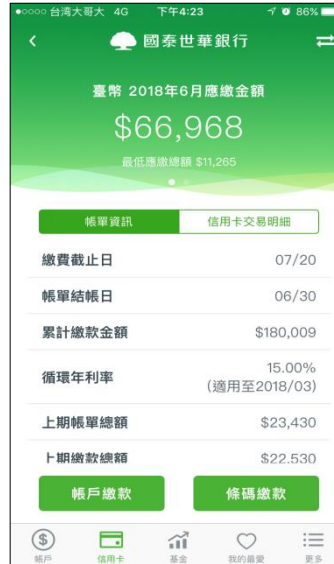 台湾大哥大 4G 下午4:23 86%
國泰世華銀行
臺幣 2018年6月應繳金額
$66,968
最低應繳總額 $11,265
帳單資訊 信用卡交易明細
繳費截止日 07/20
帳單結帳日 06/30
累計繳款金額 $180,009
循環年利率 15.00%
(適用至2018/03)
上期帳單總額 $23,430
上期繳款總額 $22,530
帳戶繳款 條碼繳款
帳戶 信用卡 基金 我的最愛 更多